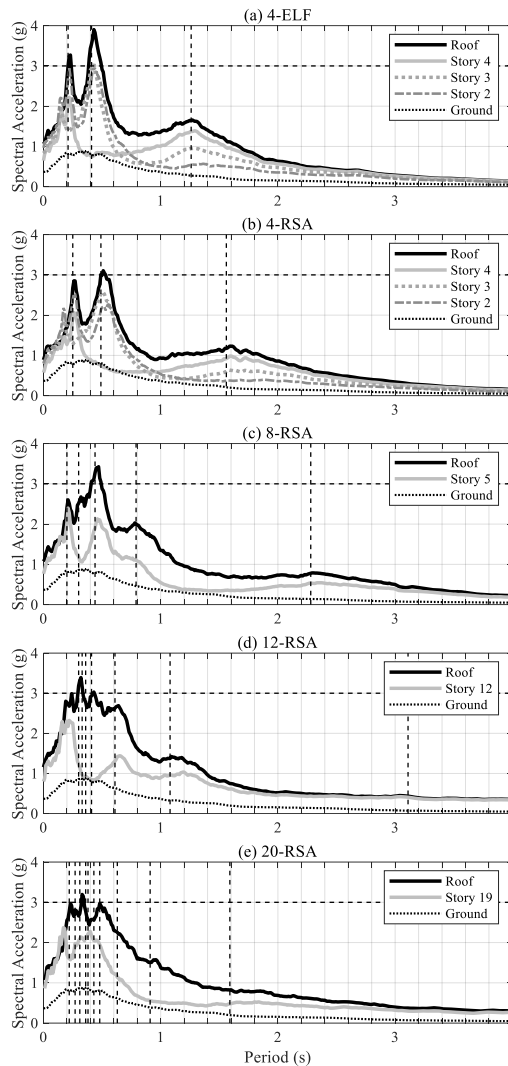 (a) 4-ELF
4
3
2
1
0
Spectral Acceleration (g)
Roof
Story 4
Story 3
Story 2
Ground
0
1
2
3
(b) 4-RSA
4
3
2
1
0
Spectral Acceleration (g)
Roof
Story 4
Story 3
Story 2
Ground
0
1
2
3
(c) 8-RSA
4
3
2
1
0
Spectral Acceleration (g)
Roof
Story 5
Ground
0
1
2
3
(d) 12-RSA
4
3
2
1
0
Spectral Acceleration (g)
Roof
Story 12
Ground
0
1
2
3
(e) 20-RSA
4
3
2
1
0
Spectral Acceleration (g)
Roof
Story 19
Ground
0
1
2
3
Period (s)